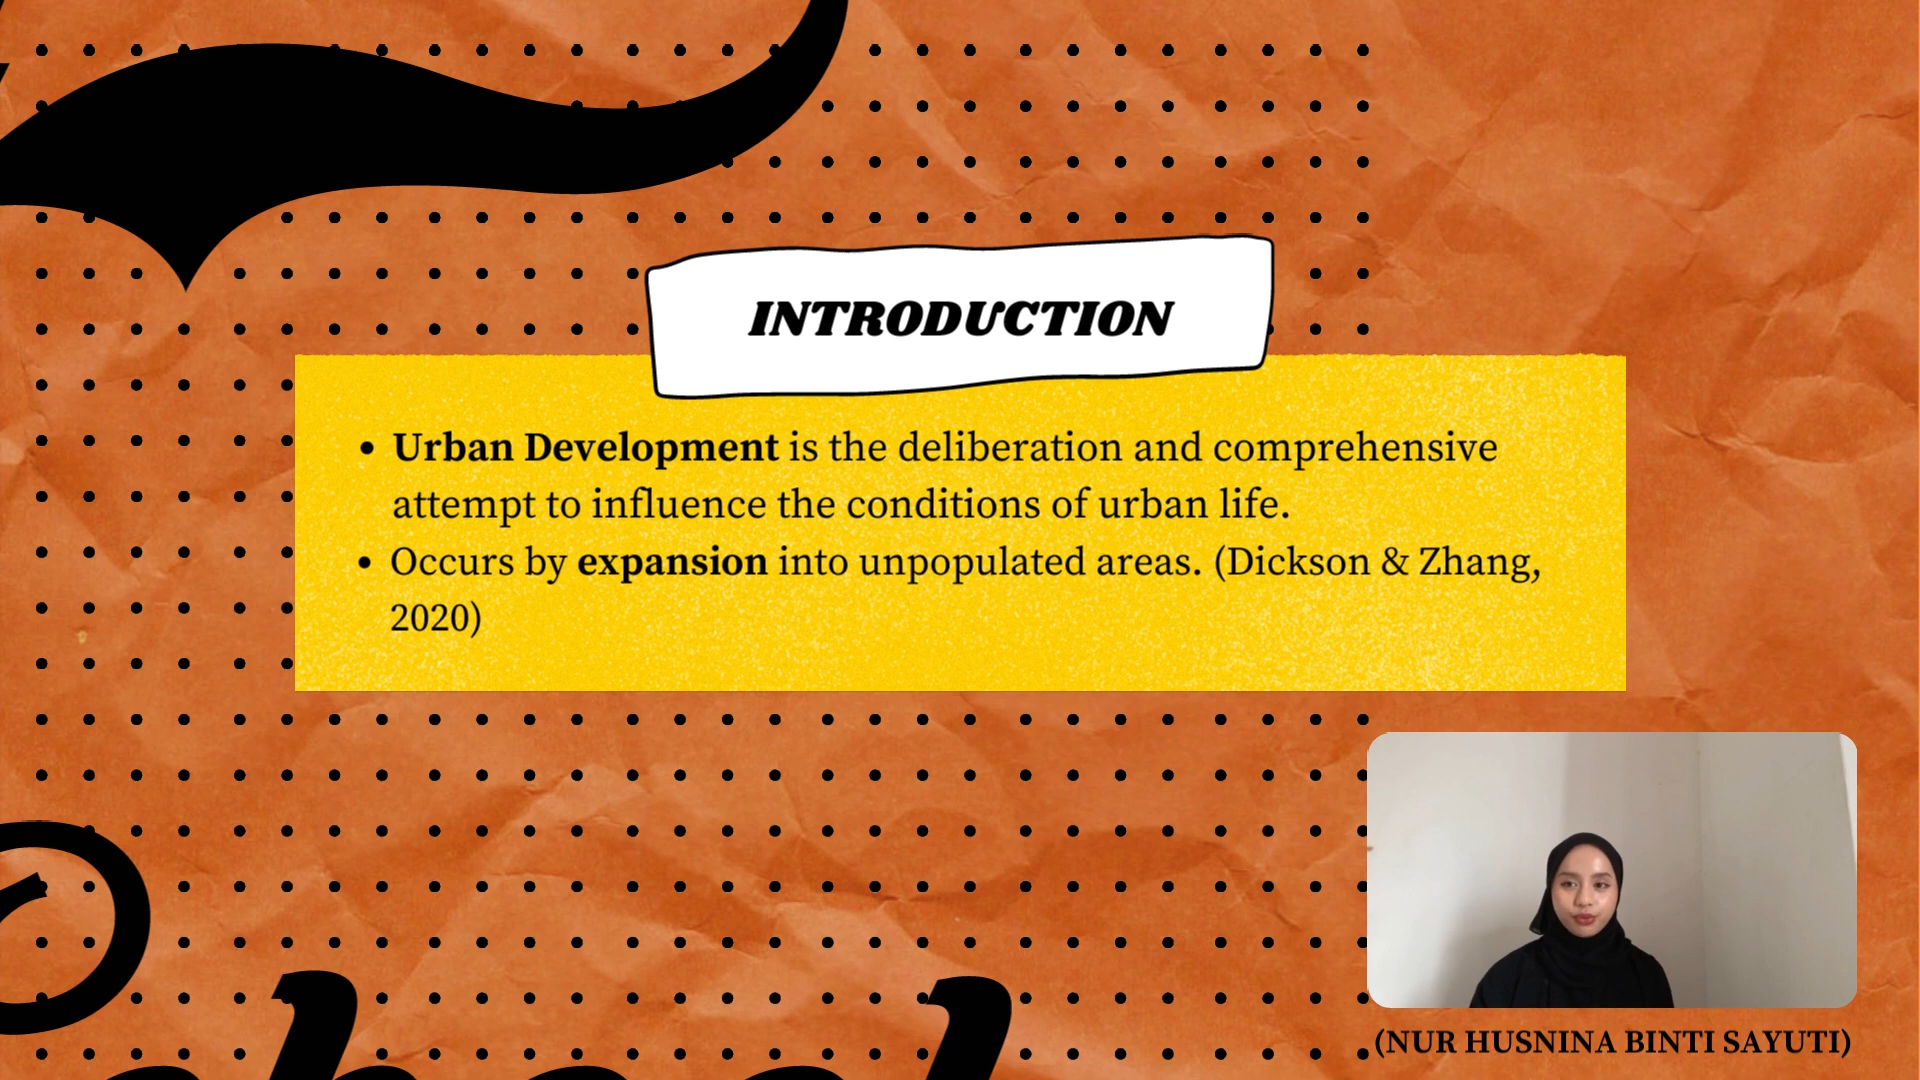 INTRODUCTION
• Urban Development is the deliberation and comprehensive
attempt to influence the conditions of urban life.
• Occurs by expansion into unpopulated areas. (Dickson & Zhang,
2020)
(NUR HUSNINA BINTI SAYUTI)